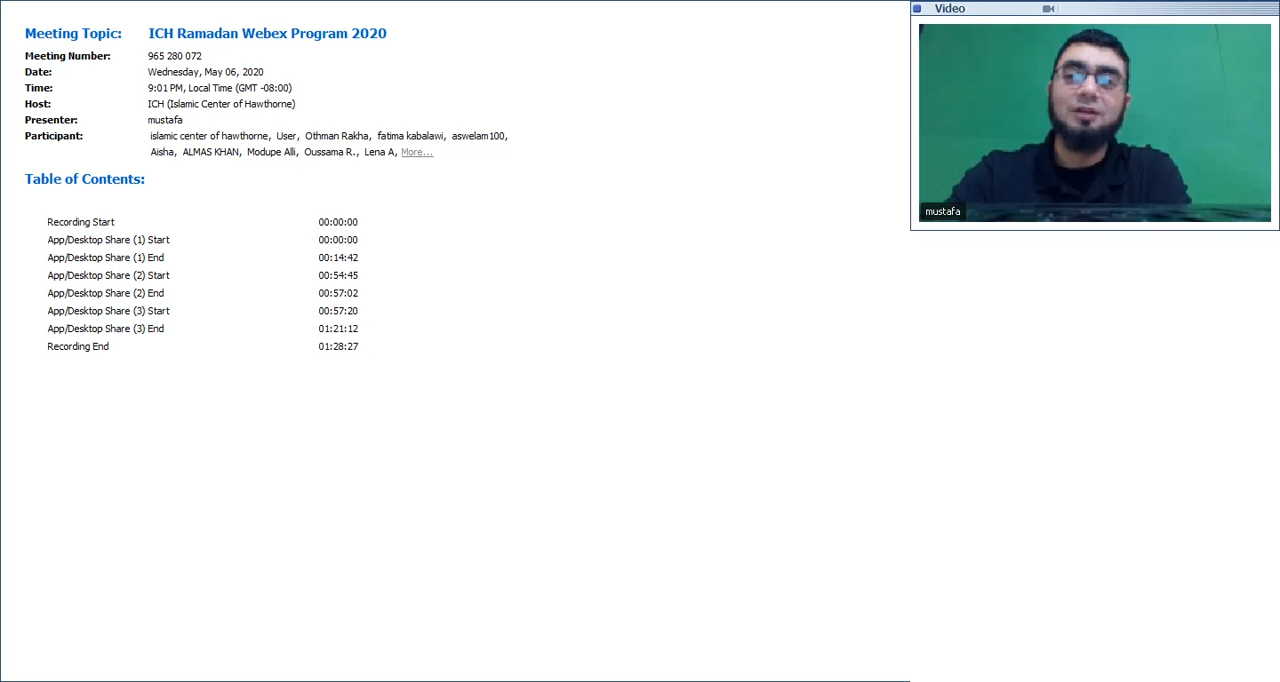 Meeting Topic: ICH Ramadan Webex Program 2020
Meeting Number: 965 280 072
Date: Wednesday, May 06, 2020
Time: 9:01 PM, Local Time (GMT -08:00)
Host: ICH (Islamic Center of Hawthorne)
Presenter: mustafa
Participant: islamic center of hawthorne, User, Othman Rakha, fatima kabalawi, aswelam100,
Aisha, ALMAS KHAN, Modupe Alli, Oussama R., Lena A, More...
Table of Contents:
Recording Start 00:00:00
App/Desktop Share (1) Start 00:00:00
App/Desktop Share (1) End 00:14:42
App/Desktop Share (2) Start 00:54:45
App/Desktop Share (2) End 00:57:02
App/Desktop Share (3) Start 00:57:20
App/Desktop Share (3) End 01:21:12
Recording End 01:28:27
Video
mustafa